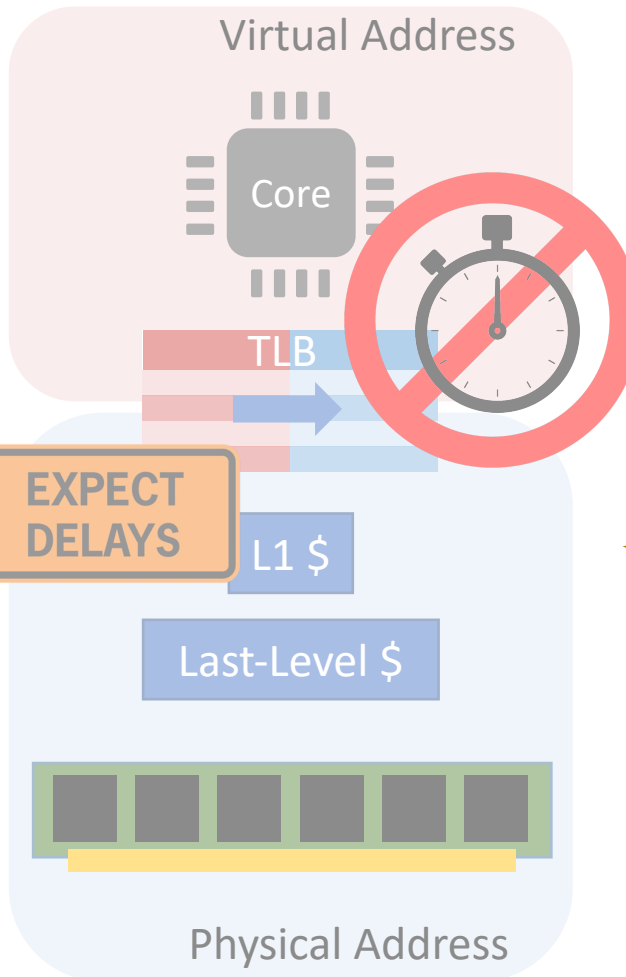 Virtual Address
Core
TLB
EXPECT
DELAYS
L1 $
Last-Level $
Physical Address